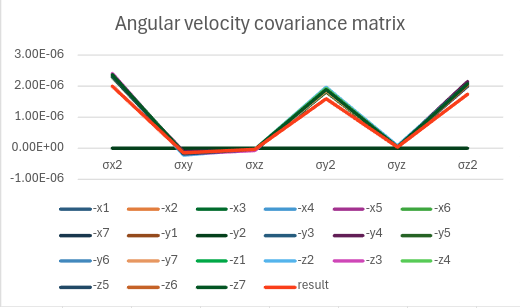 Angular velocity covariance matrix
3.00E-06
2.00E-06
1.00E-06
0.00E+00
-1.00E-06
σx2 σxy σxz σy2 σyz σz2
-x1 -x2 -x3 -x4 -x5 -x6
-x7 -y1 -y2 -y3 -y4 -y5
-y6 -y7 -z1 -z2 -z3 -z4
-z5 -z6 -z7 result